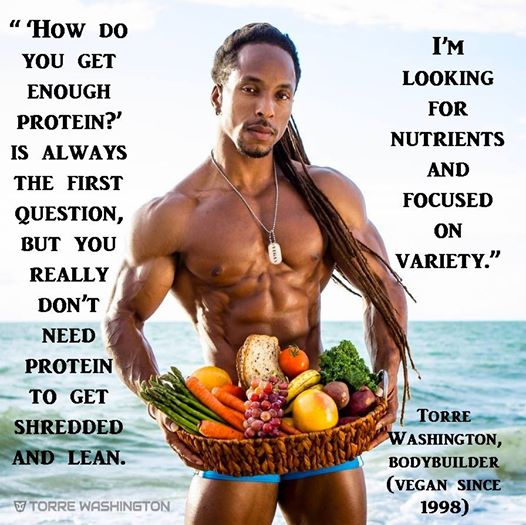 “ ‘How do
you get
enough
protein?’
is always
the first
question,
but you
really
don’t
need
protein
to get
shredded
and lean.
I’m
looking
for
nutrients
and
focused
on
variety.”
Torre
Washington,
bodybuilder
(vegan since
1998)
TORRE WASHINGTON